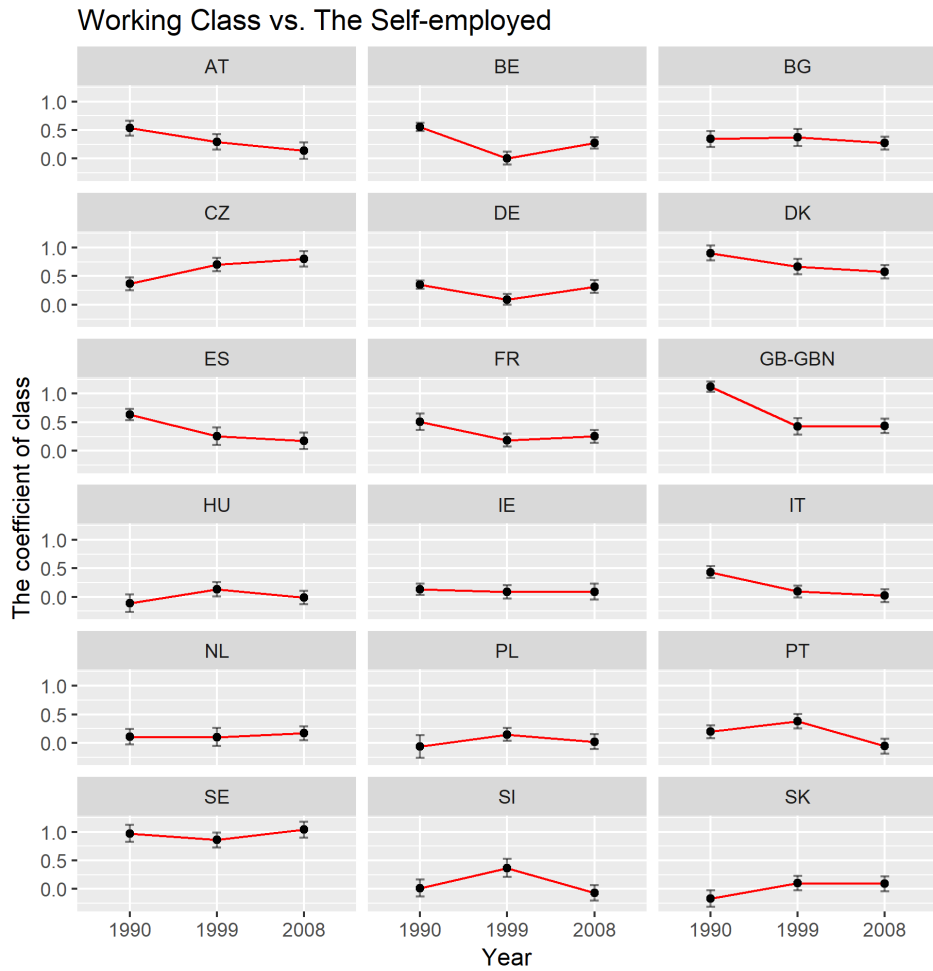 Working Class vs. The Self-employed
AT BE BG
1.0
0.5
0.0
CZ DE DK
1.0
0.5
0.0
ES FR GB-GBN
1.0
0.5
0.0
HU IE IT
1.0
0.5
0.0
NL PL PT
1.0
0.5
0.0
SE SI SK
1.0
0.5
0.0
The coefficient of class
1990 1999 2008 1990 1999 2008 1990 1999 2008
Year